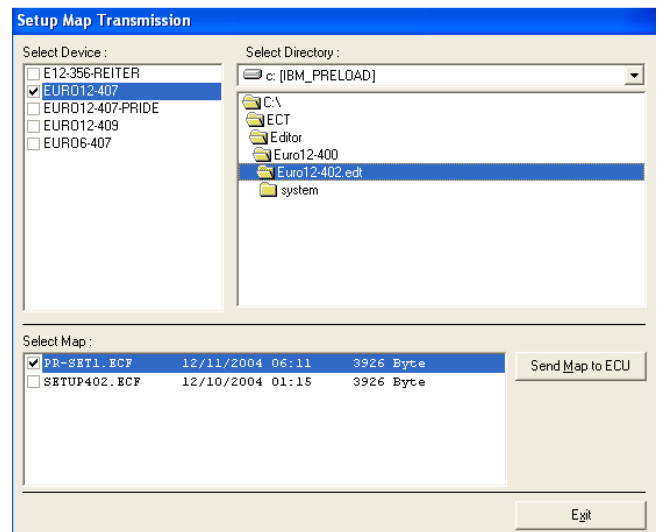 Setup Map Transmission
Select Device :
E12-356-REITER
EURO12-407
EURO12-407-PRIDE
EURO12-409
EURO6-407
Select Directory :
c: [IBM_PRELOAD]
C:\
ECT
Editor
Euro12-400
Euro12-402.edt
system
Select Map :
PR-SET1.ECF 12/11/2004 06:11 3926 Byte
SETUP402.ECF 12/10/2004 01:15 3926 Byte
Send Map to ECU
Exit